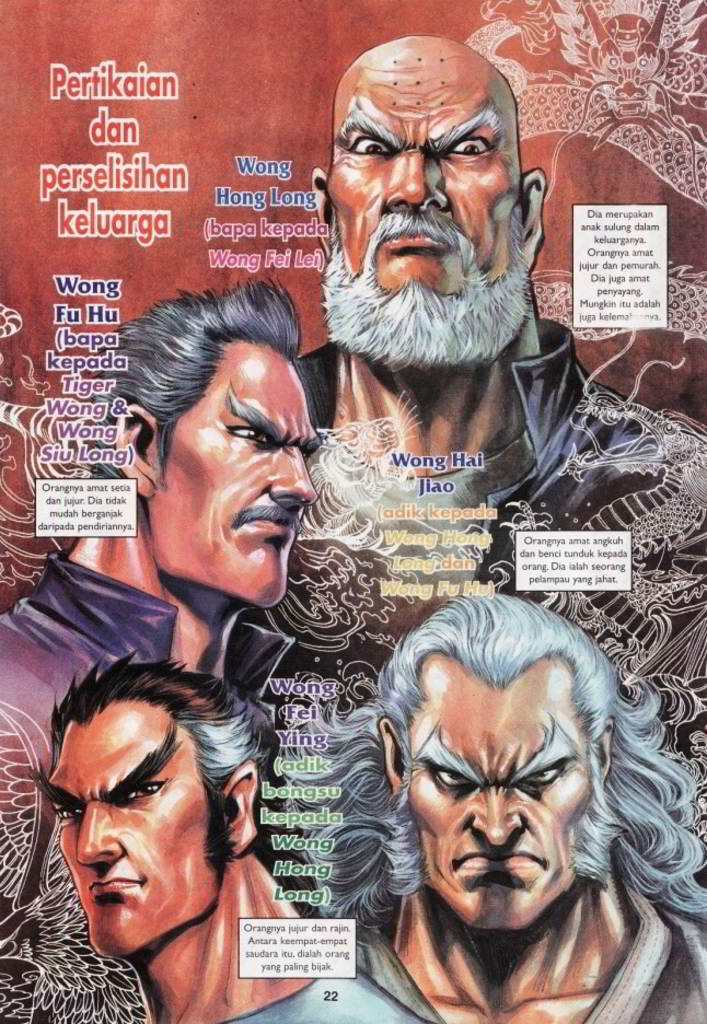 Pertikaian
dan
perselisihan
keluarga
Wong
Hong Long
(bapa kepada
Wong Fei Lei)
Dia merupakan
anak sulung dalam
keluarganya.
Orangnya amat
jujur dan pemurah.
Dia juga amat
penyayang.
Mungkin itu adalah
juga
Wong
Fu Hu
(bapa
kepada
Tiger
Wong &
Wong
Siu Long)
Orangnya amat setia
dan jujur. Dia tidak
mudah berganjak
daripada pendiriannya.
Wong Hai
Jiao
(adik kepada
Wong Hong
Long dan
Wong Fu Hu)
Orangnya amat angkuh
dan benci tunduk kepada
orang. Dia ialah seorang
pelampau yang jahat.
Wong
Fei
Ying
(adik
bongsu
kepada
Wong
Hong
Long)
Orangnya jujur dan rajin.
Antara keempat-empat
saudara itu, dialah orang
yang paling bijak.
22